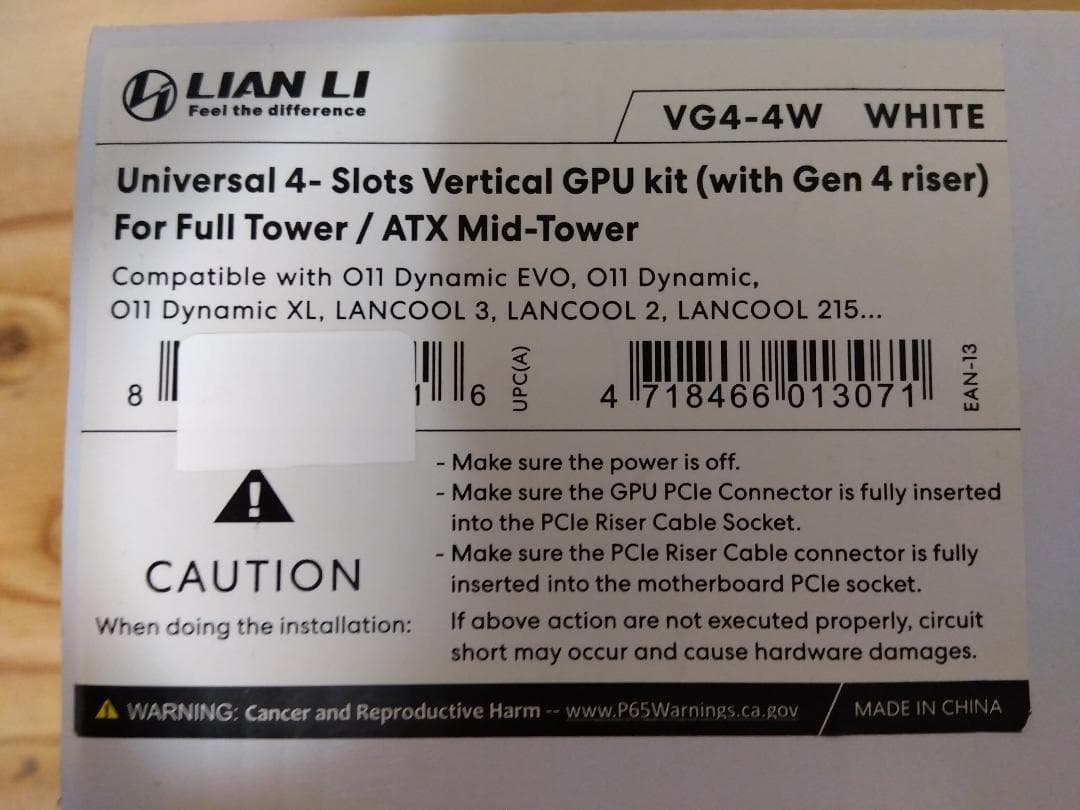 LIAN LI
Feel the difference
VG4-4W WHITE
Universal 4- Slots Vertical GPU kit (with Gen 4 riser)
For Full Tower / ATX Mid-Tower
Compatible with O11 Dynamic EVO, O11 Dynamic,
O11 Dynamic XL, LANCOOL 3, LANCOOL 2, LANCOOL 215...
8 1 6 UPC(A) 4 718466 013071 EAN-13
- Make sure the power is off.
- Make sure the GPU PCIe Connector is fully inserted
into the PCIe Riser Cable Socket.
- Make sure the PCIe Riser Cable connector is fully
inserted into the motherboard PCIe socket.
If above action are not executed properly, circuit
short may occur and cause hardware damages.
CAUTION
When doing the installation:
WARNING: Cancer and Reproductive Harm -- www.P65Warnings.ca.gov
MADE IN CHINA